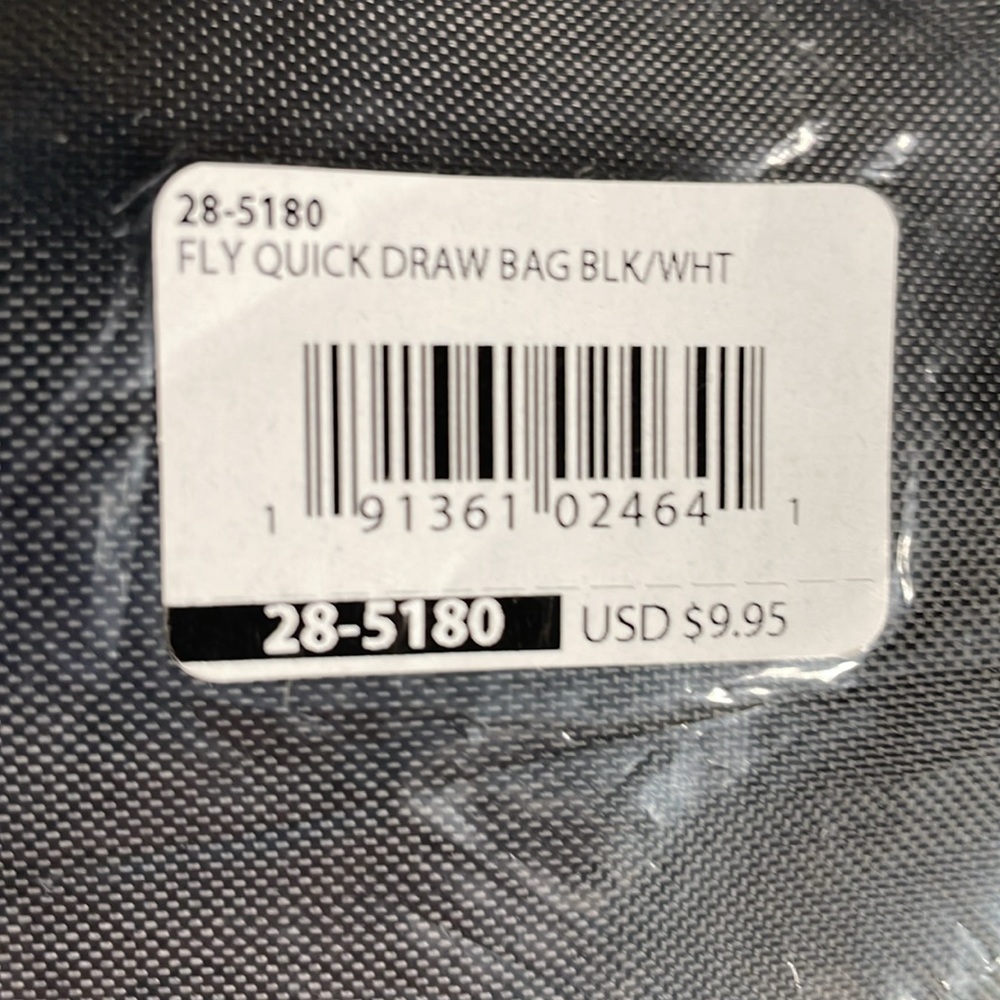 28-5180
FLY QUICK DRAW BAG BLK/WHT
1 91361 02464 1
28-5180 USD $9.95